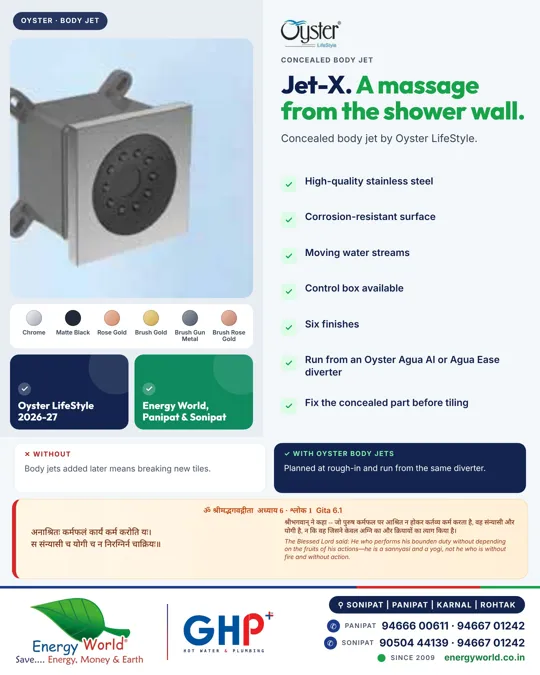 OYSTER · BODY JET
Oyster®
LifeStyle
CONCEALED BODY JET
Jet-X. A massage
from the shower wall.
Concealed body jet by Oyster LifeStyle.
High-quality stainless steel
Corrosion-resistant surface
Moving water streams
Control box available
Six finishes
Run from an Oyster Agua AI or Agua Ease
diverter
Fix the concealed part before tiling
Chrome
Matte Black
Rose Gold
Brush Gold
Brush Gun
Metal
Brush Rose
Gold
Oyster LifeStyle
2026-27
Energy World,
Panipat & Sonipat
× WITHOUT
Body jets added later means breaking new tiles.
✓ WITH OYSTER BODY JETS
Planned at rough-in and run from the same diverter.
ॐ श्रीमद्भगवद्गीता अध्याय 6 · श्लोक 1 Gita 6.1
अनाश्रितः कर्मफलं कार्यं कर्म करोति यः।
स संन्यासी च योगी च न निरग्निर्न चाक्रियः॥
श्रीभगवान् ने कहा — जो पुरुष कर्मफल पर आश्रित न होकर कर्तव्य कर्म करता है, वह संन्यासी और
योगी है, न कि वह जिसने केवल अग्नि का और क्रियाओं का त्याग किया है।
The Blessed Lord said: He who performs his bounden duty without depending
on the fruits of his actions—he is a sannyasi and a yogi, not he who is without
fire and without action.
Energy World®
Save.... Energy, Money & Earth
GHP+
HOT WATER & PLUMBING
SONIPAT | PANIPAT | KARNAL | ROHTAK
PANIPAT 94666 00611 · 94667 01242
SONIPAT 90504 44139 · 94667 01242
SINCE 2009 energyworld.co.in